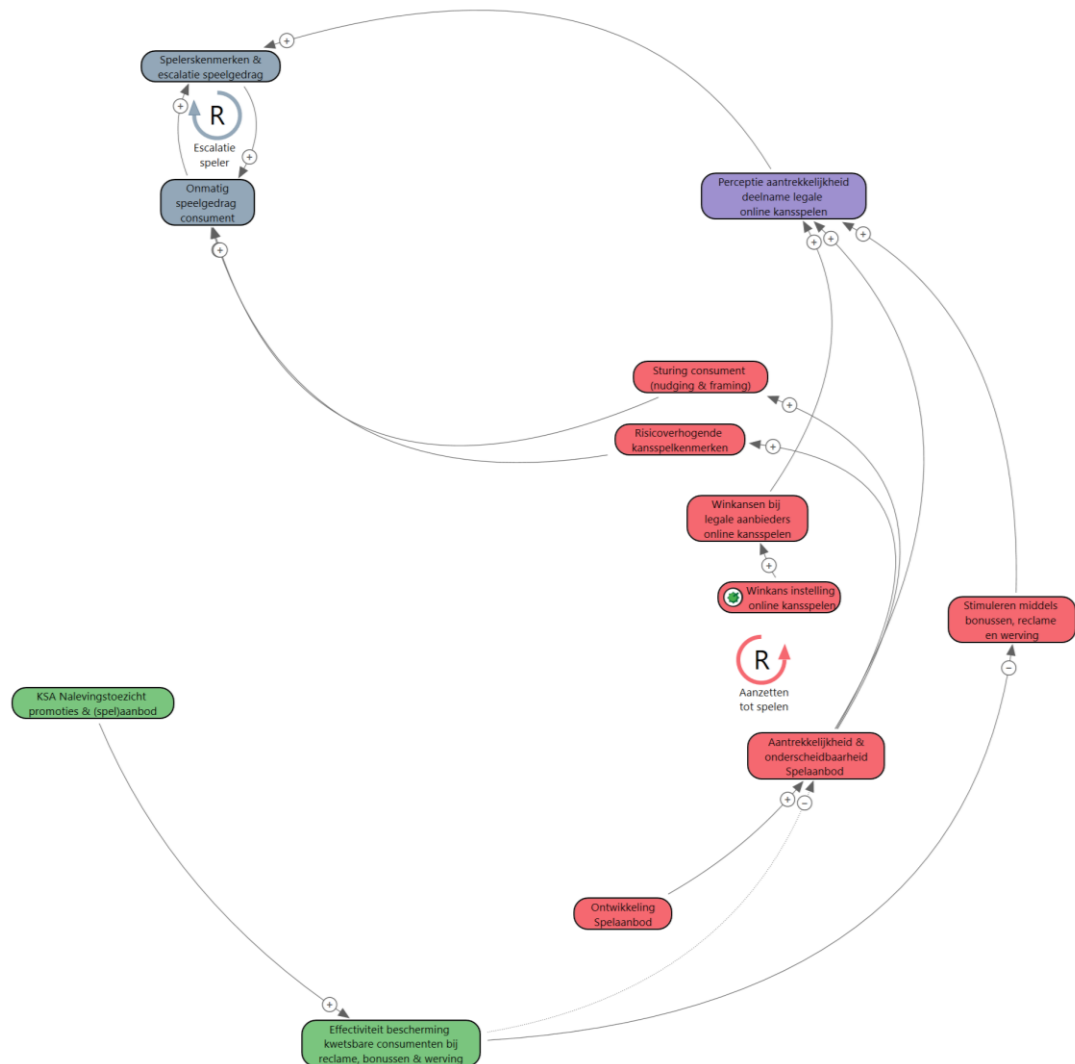 Spelerskenmerken &
escalatie speelgedrag
R
Escalatie
speler
Onmatig
speelgedrag
consument
Perceptie aantrekkelijkheid
deelname legale
online kansspelen
Sturing consument
(nudging & framing)
Risicoverhogende
kansspelkenmerken
Winkansen bij
legale aanbieders
online kansspelen
Winkans instelling
online kansspelen
Stimuleren middels
bonussen, reclame
en werving
R
Aanzetten
tot spelen
KSA Nalevingstoezicht
promoties & (spel)aanbod
Aantrekkelijkheid &
onderscheidbaarheid
Spelaanbod
Ontwikkeling
Spelaanbod
Effectiviteit bescherming
kwetsbare consumenten bij
reclame, bonussen & werving